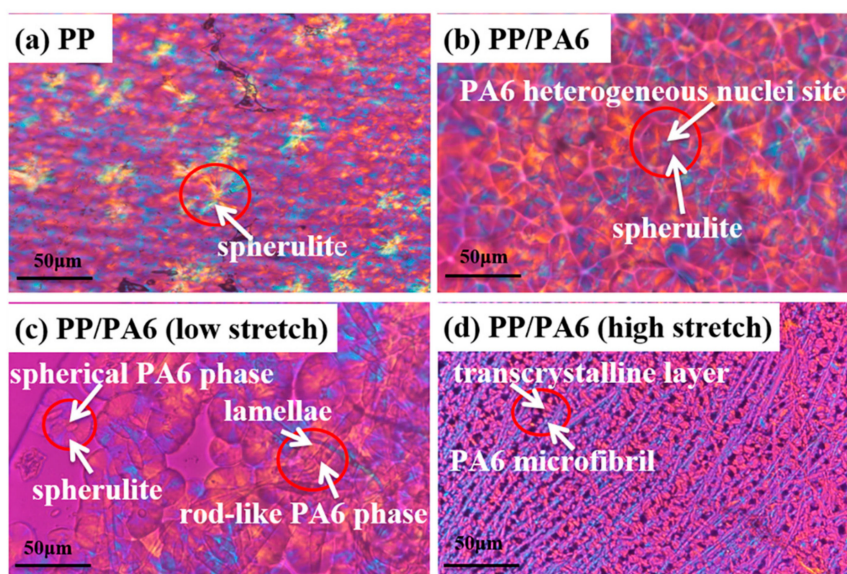 (a) PP
spherulite
50μm
(b) PP/PA6
PA6 heterogeneous nuclei site
spherulite
50μm
(c) PP/PA6 (low stretch)
spherical PA6 phase
lamellae
spherulite
rod-like PA6 phase
50μm
(d) PP/PA6 (high stretch)
transcrystalline layer
PA6 microfibril
50μm